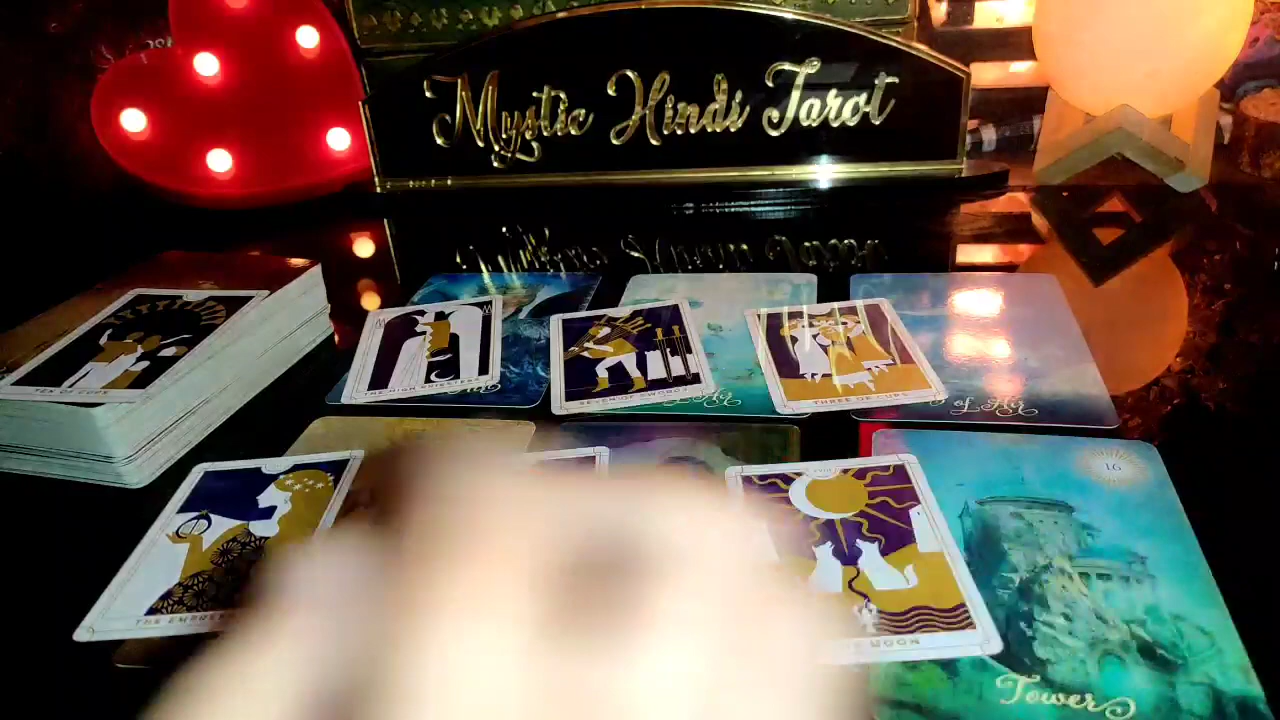 Mystic Hindi Tarot
TEN OF CUPS
THE HIGH PRIESTESS
SEVEN OF SWORDS
THREE OF CUPS
of Air
THE EMPRESS
XVIII
MOON
16
Tower